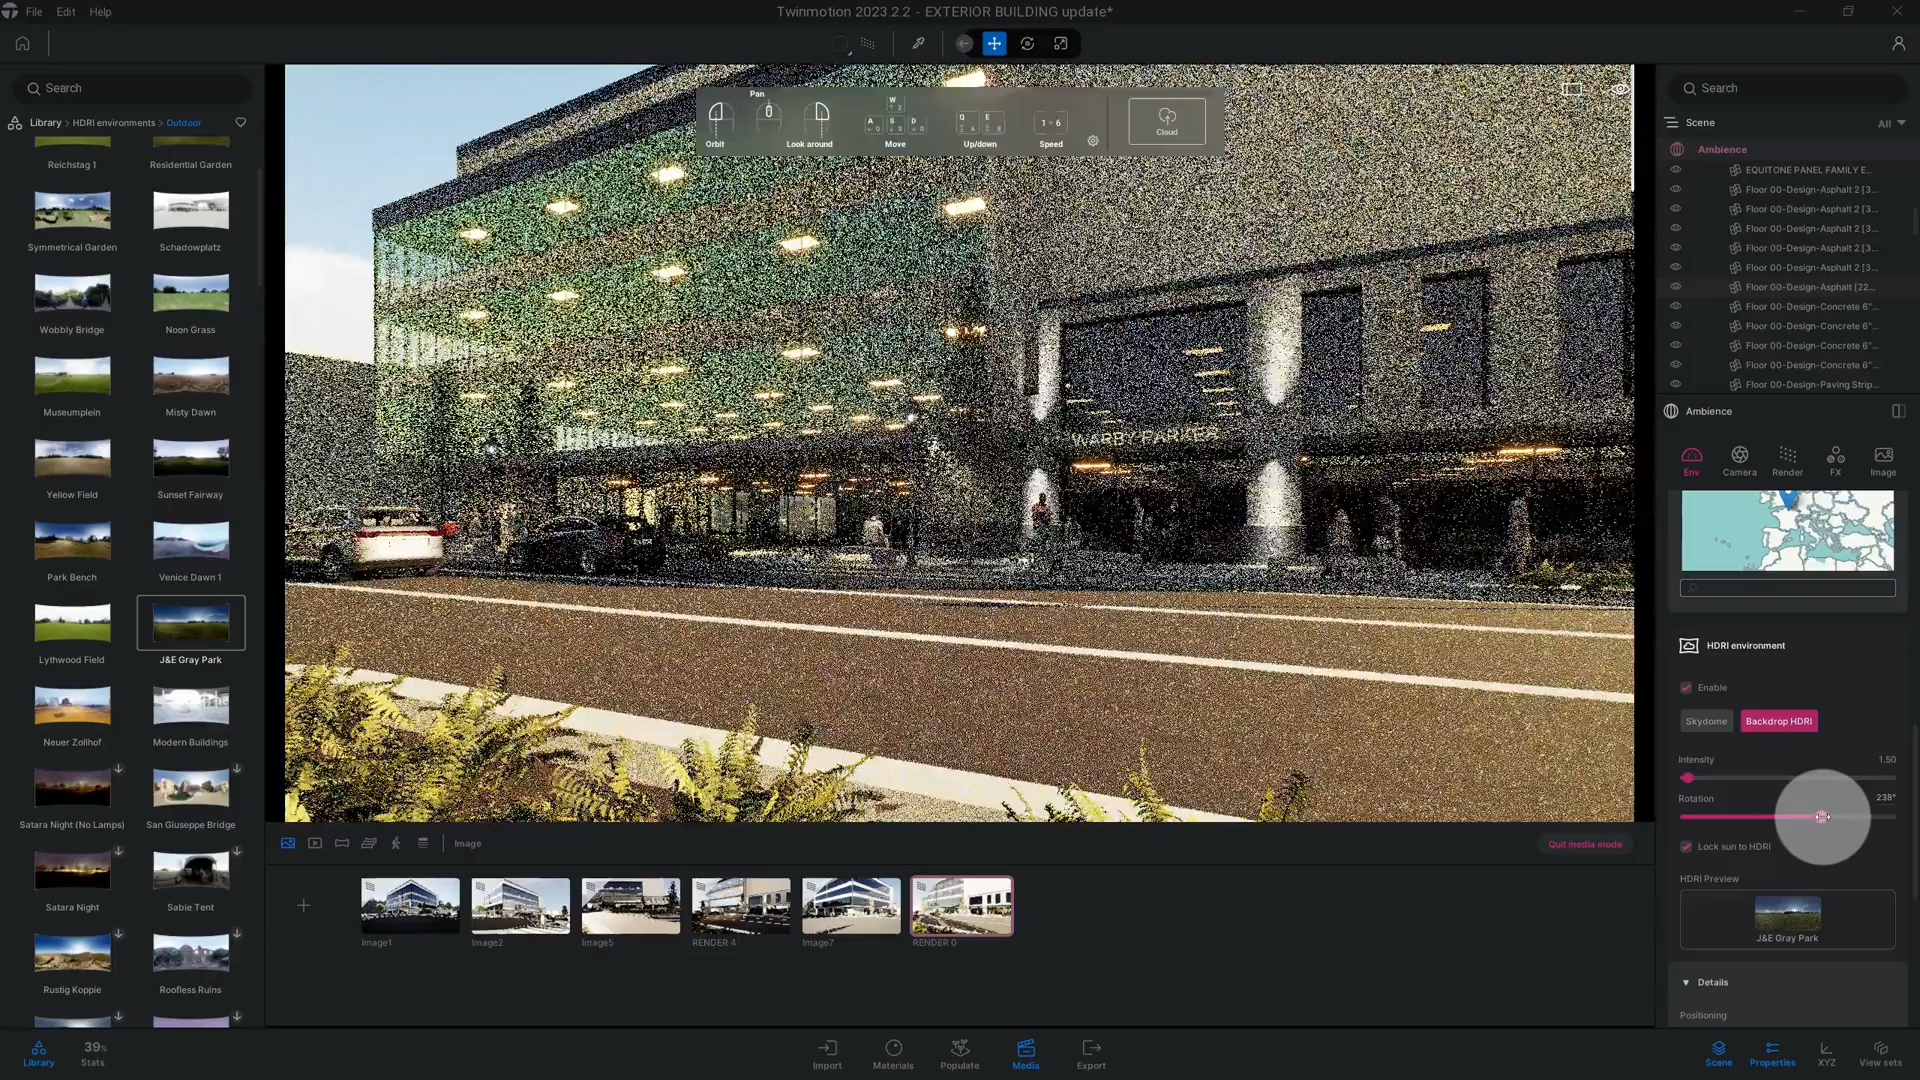 File Edit Help
Twinmotion 2023 2.2 - EXTERIOR BUILDING update*
Search
Library > HDRI environments > Outdoor
Reichstag 1
Residential Garden
Symmetrical Garden
Schadowplatz
Wobbly Bridge
Noon Grass
Museumplein
Misty Dawn
Yellow Field
Sunset Fairway
Park Bench
Venice Dawn 1
Lythwood Field
J&E Gray Park
Neuer Zollhof
Modern Buildings
Satara Night (No Lamps)
San Giuseppe Bridge
Satara Night
Sabie Tent
Rustig Koppie
Roofless Ruins
Pan
Orbit
Look around
Move
Up/down
1 - 6
Speed
Cloud
WARBY PARKER
Image
Quit media mode
Image1
Image2
Image5
RENDER 4
Image7
RENDER 0
Search
Scene
All
Ambience
EQUITONE PANEL FAMILY E...
Floor 00-Design-Asphalt 2 [3...
Floor 00-Design-Asphalt 2 [3...
Floor 00-Design-Asphalt 2 [3...
Floor 00-Design-Asphalt 2 [3...
Floor 00-Design-Asphalt 2 [3...
Floor 00-Design-Asphalt [22...
Floor 00-Design-Concrete 6"...
Floor 00-Design-Concrete 6"...
Floor 00-Design-Concrete 6"...
Floor 00-Design-Concrete 6"...
Floor 00-Design-Paving Strip...
Ambience
Env
Camera
Render
FX
Image
HDRI environment
Enable
Skydome
Backdrop HDRI
Intensity 1.50
Rotation 238°
Lock sun to HDRI
HDRI Preview
J&E Gray Park
Details
Positioning
Library
39%
Stats
Import
Materials
Populate
Media
Export
Scene
Properties
XYZ
View sets